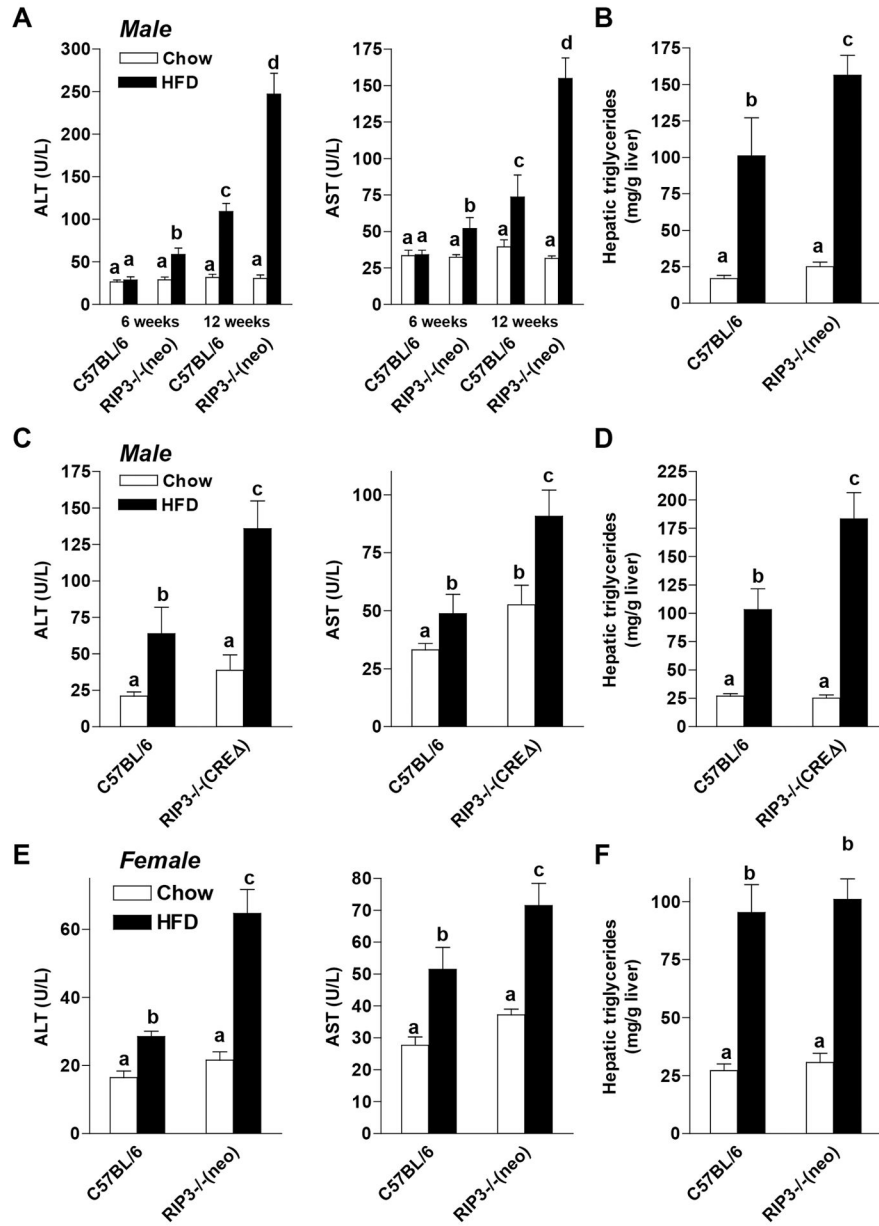 A
Male
Chow
HFD
ALT (U/L)
300
250
200
150
100
50
0
a a a b a c a d
6 weeks 12 weeks
C57BL/6
RIP3-/-(neo)
C57BL/6
RIP3-/-(neo)
AST (U/L)
175
150
125
100
75
50
25
0
a a a b a c a d
6 weeks 12 weeks
C57BL/6
RIP3-/-(neo)
C57BL/6
RIP3-/-(neo)
B
Hepatic triglycerides
(mg/g liver)
175
150
125
100
75
50
25
0
a b a c
C57BL/6
RIP3-/-(neo)
C
Male
Chow
HFD
ALT (U/L)
175
150
125
100
75
50
25
0
a b a c
C57BL/6
RIP3-/-(CREΔ)
AST (U/L)
100
75
50
25
0
a b b c
C57BL/6
RIP3-/-(CREΔ)
D
Hepatic triglycerides
(mg/g liver)
225
200
175
150
125
100
75
50
25
0
a b a c
C57BL/6
RIP3-/-(CREΔ)
E
Female
Chow
HFD
ALT (U/L)
60
40
20
0
a b a c
C57BL/6
RIP3-/-(neo)
AST (U/L)
80
70
60
50
40
30
20
10
0
a b a c
C57BL/6
RIP3-/-(neo)
F
Hepatic triglycerides
(mg/g liver)
100
75
50
25
0
a b a b
C57BL/6
RIP3-/-(neo)